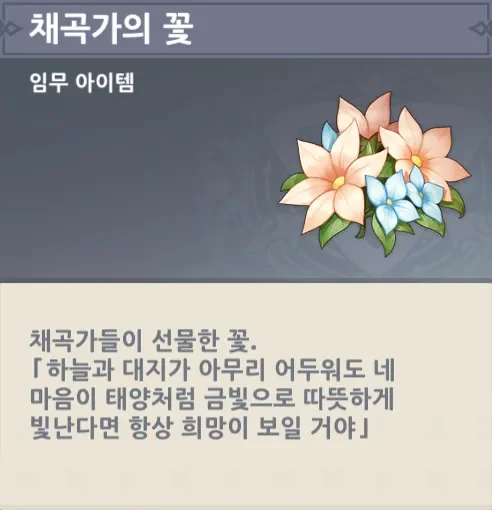 채곡가의 꽃
임무 아이템
채곡가들이 선물한 꽃.
「하늘과 대지가 아무리 어두워도 네
마음이 태양처럼 금빛으로 따뜻하게
빛난다면 항상 희망이 보일 거야」